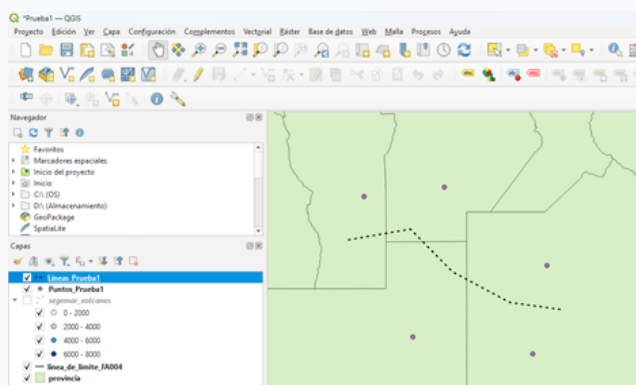 *Prueba1 — QGIS
Proyecto Edición Ver Capa Configuración Complementos Vectorial Ráster Base de datos Web Malla Procesos Ayuda
Navegador
Favoritos
Marcadores espaciales
Inicio del proyecto
Inicio
C:\ (OS)
D:\ (Almacenamiento)
GeoPackage
SpatiaLite
Capas
Lineas_Prueba1
Puntos_Prueba1
segemar_volcanes
0 - 2000
2000 - 4000
4000 - 6000
6000 - 8000
linea_de_limite_FA004
provincia